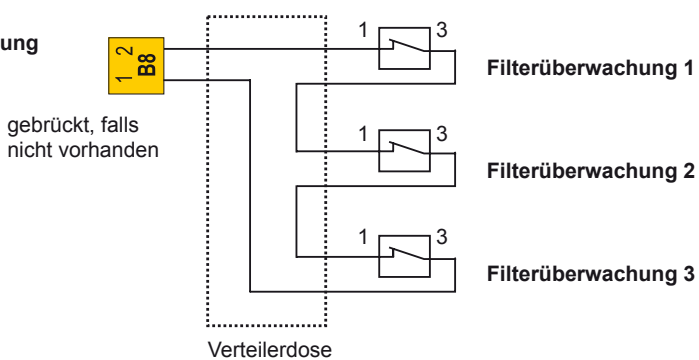 ung
1 2
B8
gebrückt, falls
nicht vorhanden
1 3
Filterüberwachung 1
1 3
Filterüberwachung 2
1 3
Filterüberwachung 3
Verteilerdose